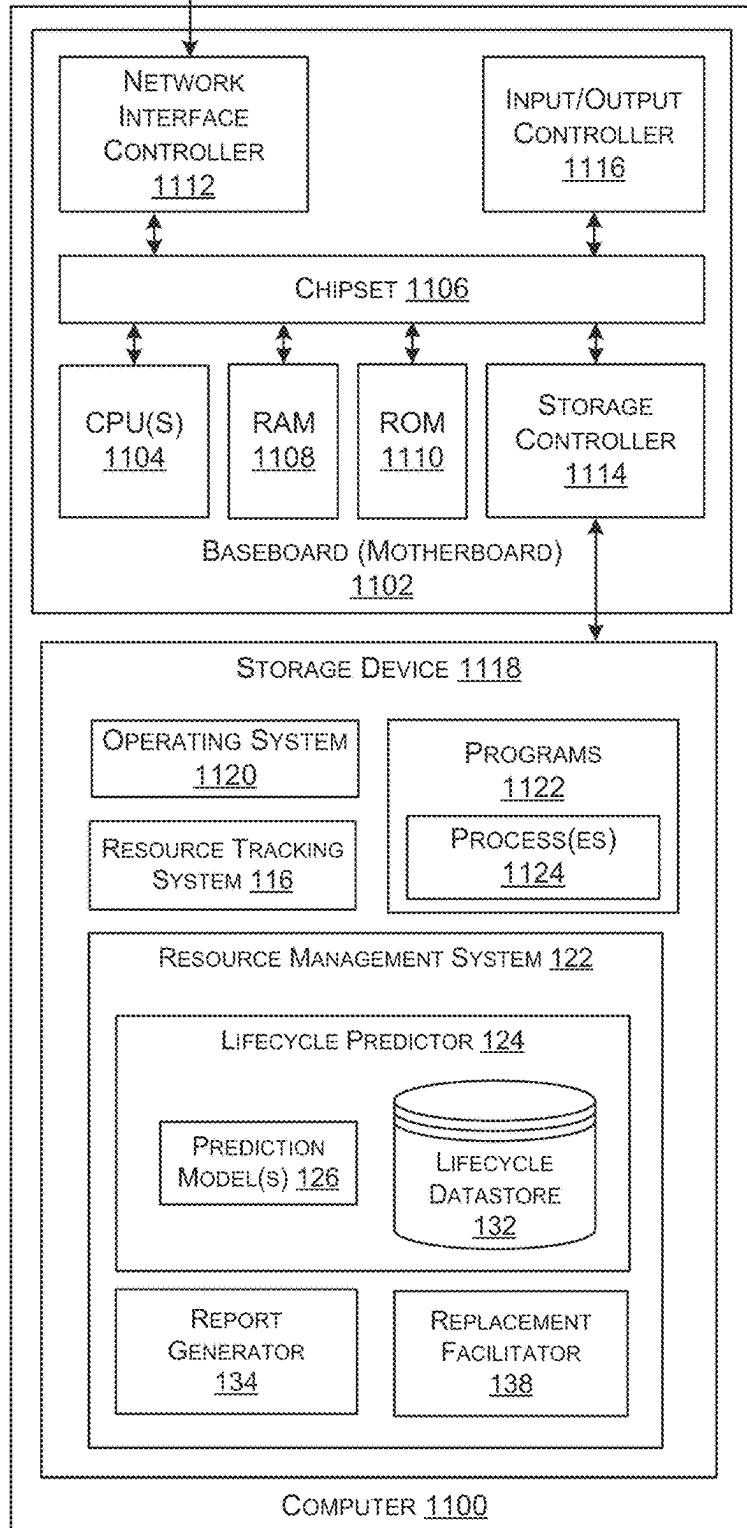 NETWORK
INTERFACE
CONTROLLER
1112
INPUT/OUTPUT
CONTROLLER
1116
CHIPSET 1106
CPU(S)
1104
RAM
1108
ROM
1110
STORAGE
CONTROLLER
1114
BASEBOARD (MOTHERBOARD)
1102
STORAGE DEVICE 1118
OPERATING SYSTEM
1120
PROGRAMS
1122
PROCESS(ES)
1124
RESOURCE TRACKING
SYSTEM 116
RESOURCE MANAGEMENT SYSTEM 122
LIFECYCLE PREDICTOR 124
PREDICTION
MODEL(S) 126
LIFECYCLE
DATASTORE
132
REPORT
GENERATOR
134
REPLACEMENT
FACILITATOR
138
COMPUTER 1100